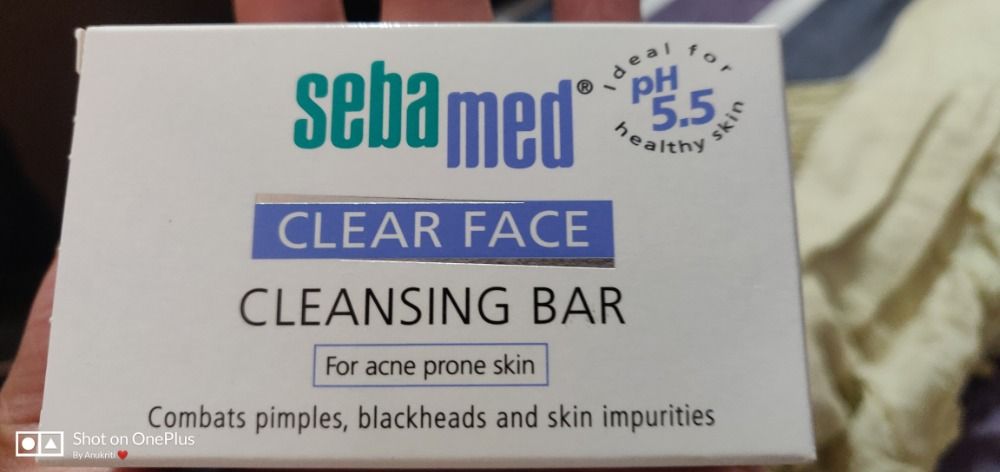 sebamed®
Ideal for
pH
5.5
healthy skin
CLEAR FACE
CLEANSING BAR
For acne prone skin
Combats pimples, blackheads and skin impurities
Shot on OnePlus
By Anukriti❤️